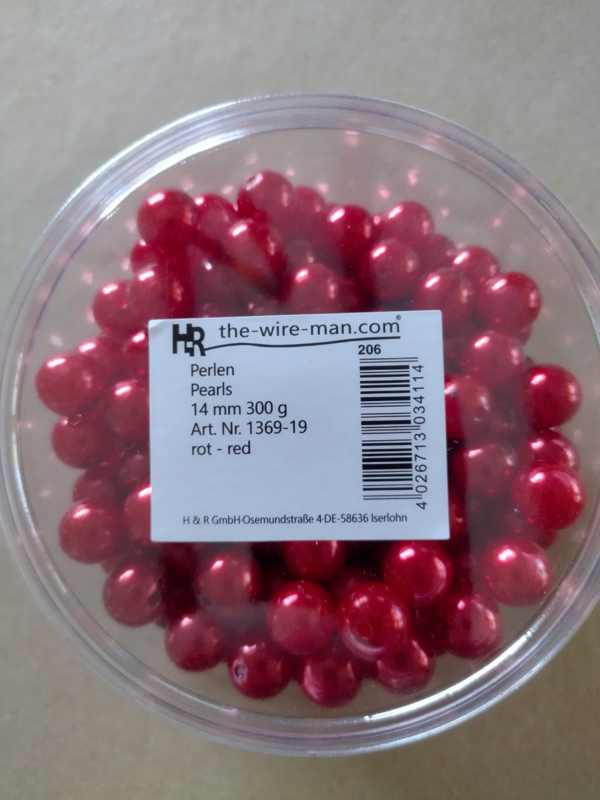 HR the-wire-man.com®
206
Perlen
Pearls
14 mm 300 g
Art. Nr. 1369-19
rot - red
4 026713 034114
H & R GmbH·Osemundstraße 4·DE-58636 Iserlohn